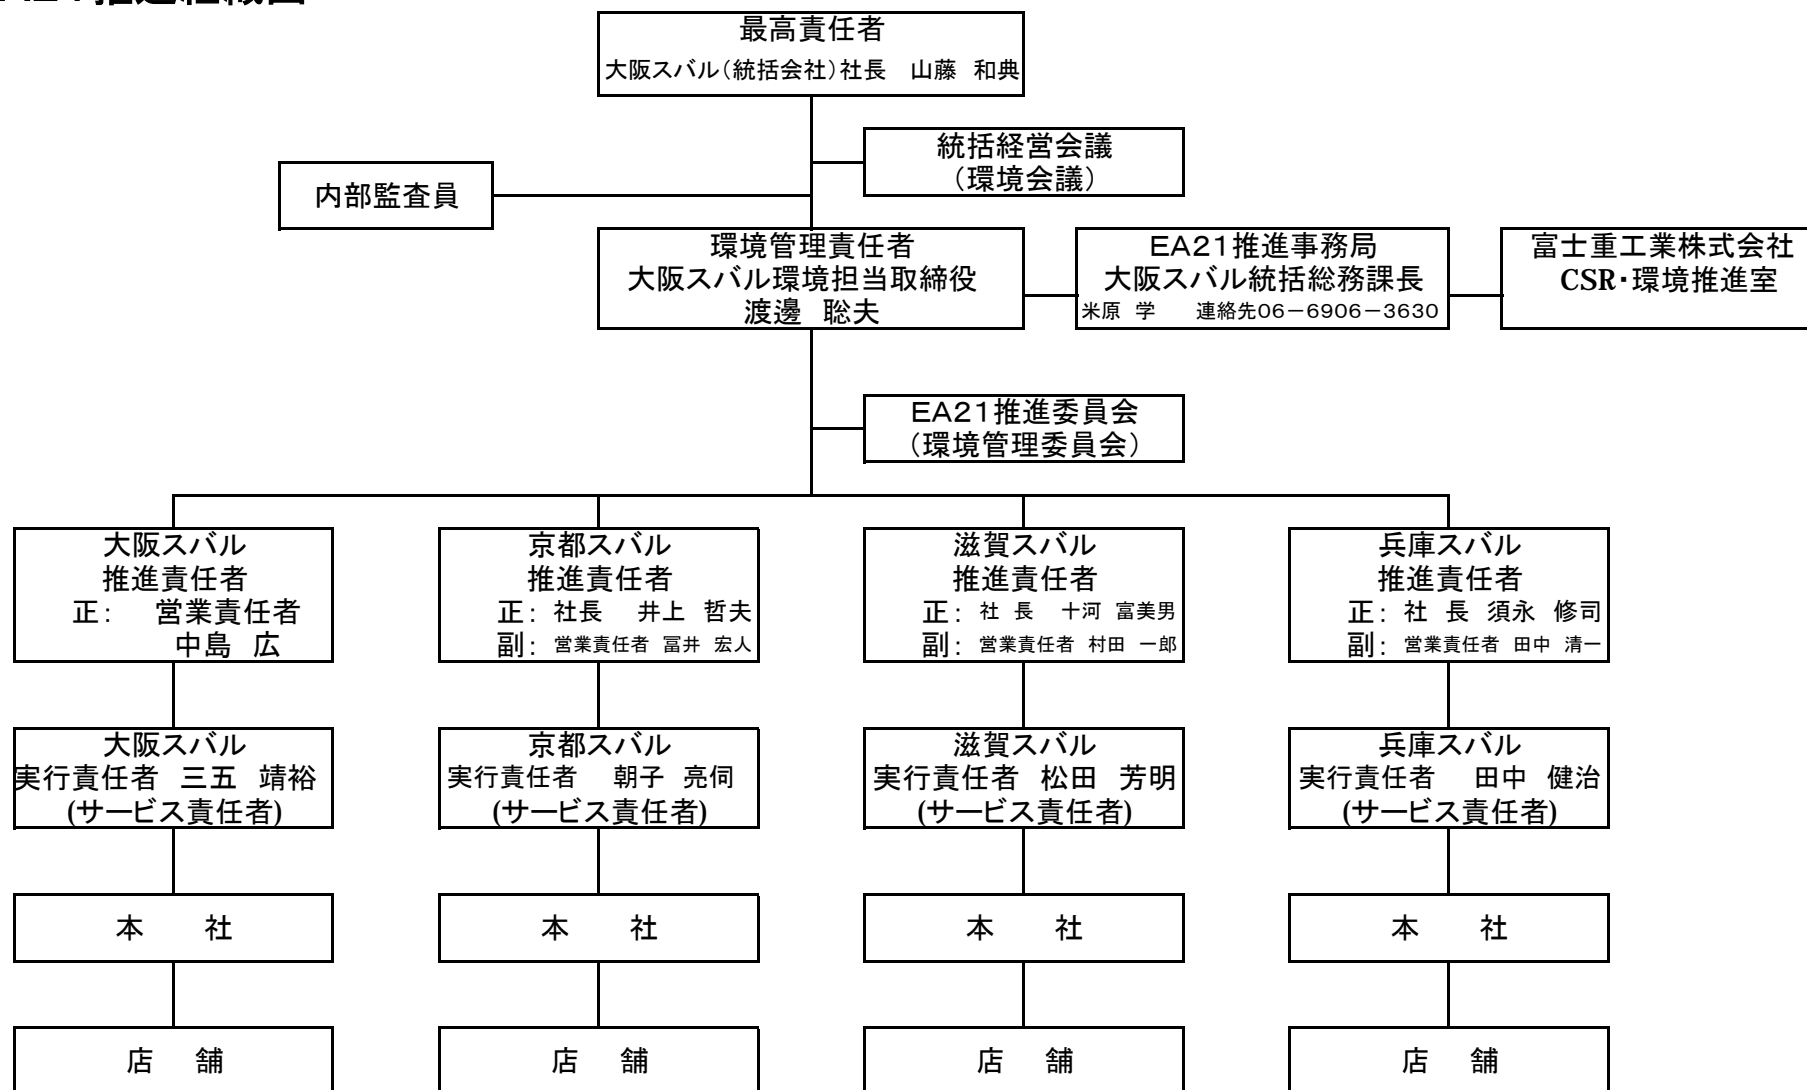 最高責任者
大阪スバル（統括会社）社長　山藤 和典
統括経営会議
（環境会議）
内部監査員
環境管理責任者
大阪スバル環境担当取締役
渡邊 聡夫
ＥＡ２１推進事務局
大阪スバル統括総務課長
米原 学　連絡先０６－６９０６－３６３０
富士重工業株式会社
CSR・環境推進室
ＥＡ２１推進委員会
（環境管理委員会）
大阪スバル
推進責任者
正：　営業責任者
中島 広
京都スバル
推進責任者
正：社長　井上 哲夫
副：営業責任者 冨井 宏人
滋賀スバル
推進責任者
正：社 長　十河 富美男
副：営業責任者 村田 一郎
兵庫スバル
推進責任者
正：社 長 須永 修司
副：営業責任者 田中 清一
大阪スバル
実行責任者 三五 靖裕
(サービス責任者)
京都スバル
実行責任者　朝子 亮伺
(サービス責任者)
滋賀スバル
実行責任者 松田 芳明
(サービス責任者)
兵庫スバル
実行責任者　田中 健治
(サービス責任者)
本　社
本　社
本　社
本　社
店　舗
店　舗
店　舗
店　舗